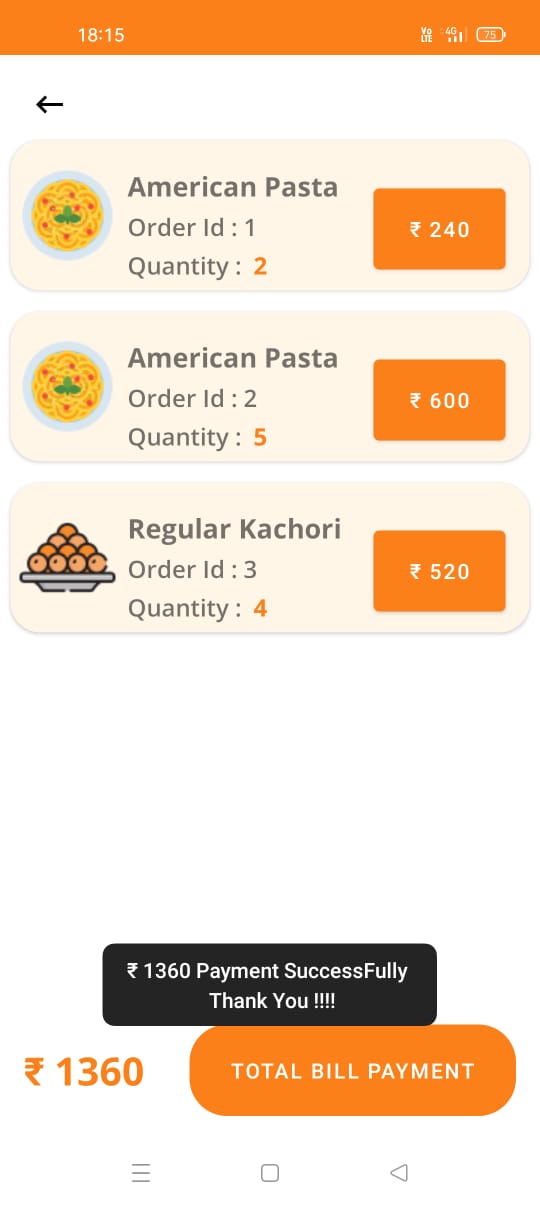 18:15
Vo LTE 4G 75
American Pasta
Order Id : 1
Quantity : 2
₹ 240
American Pasta
Order Id : 2
Quantity : 5
₹ 600
Regular Kachori
Order Id : 3
Quantity : 4
₹ 520
₹ 1360 Payment SuccessFully
Thank You !!!!
₹ 1360
TOTAL BILL PAYMENT